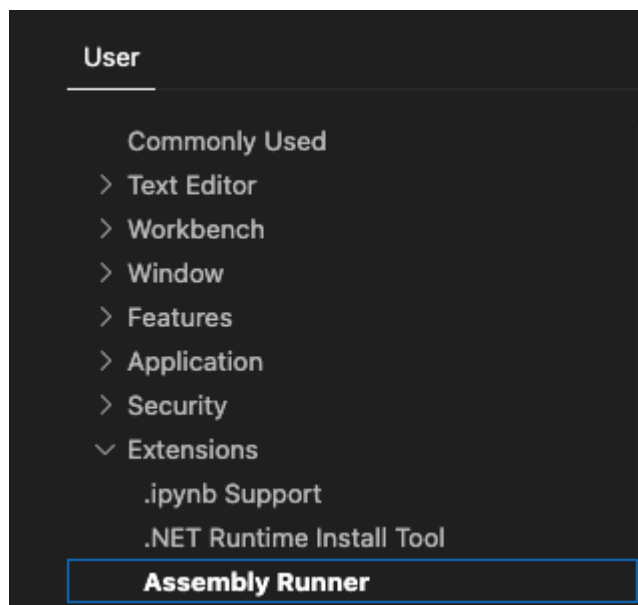 User
Commonly Used
Text Editor
Workbench
Window
Features
Application
Security
Extensions
.ipynb Support
.NET Runtime Install Tool
Assembly Runner